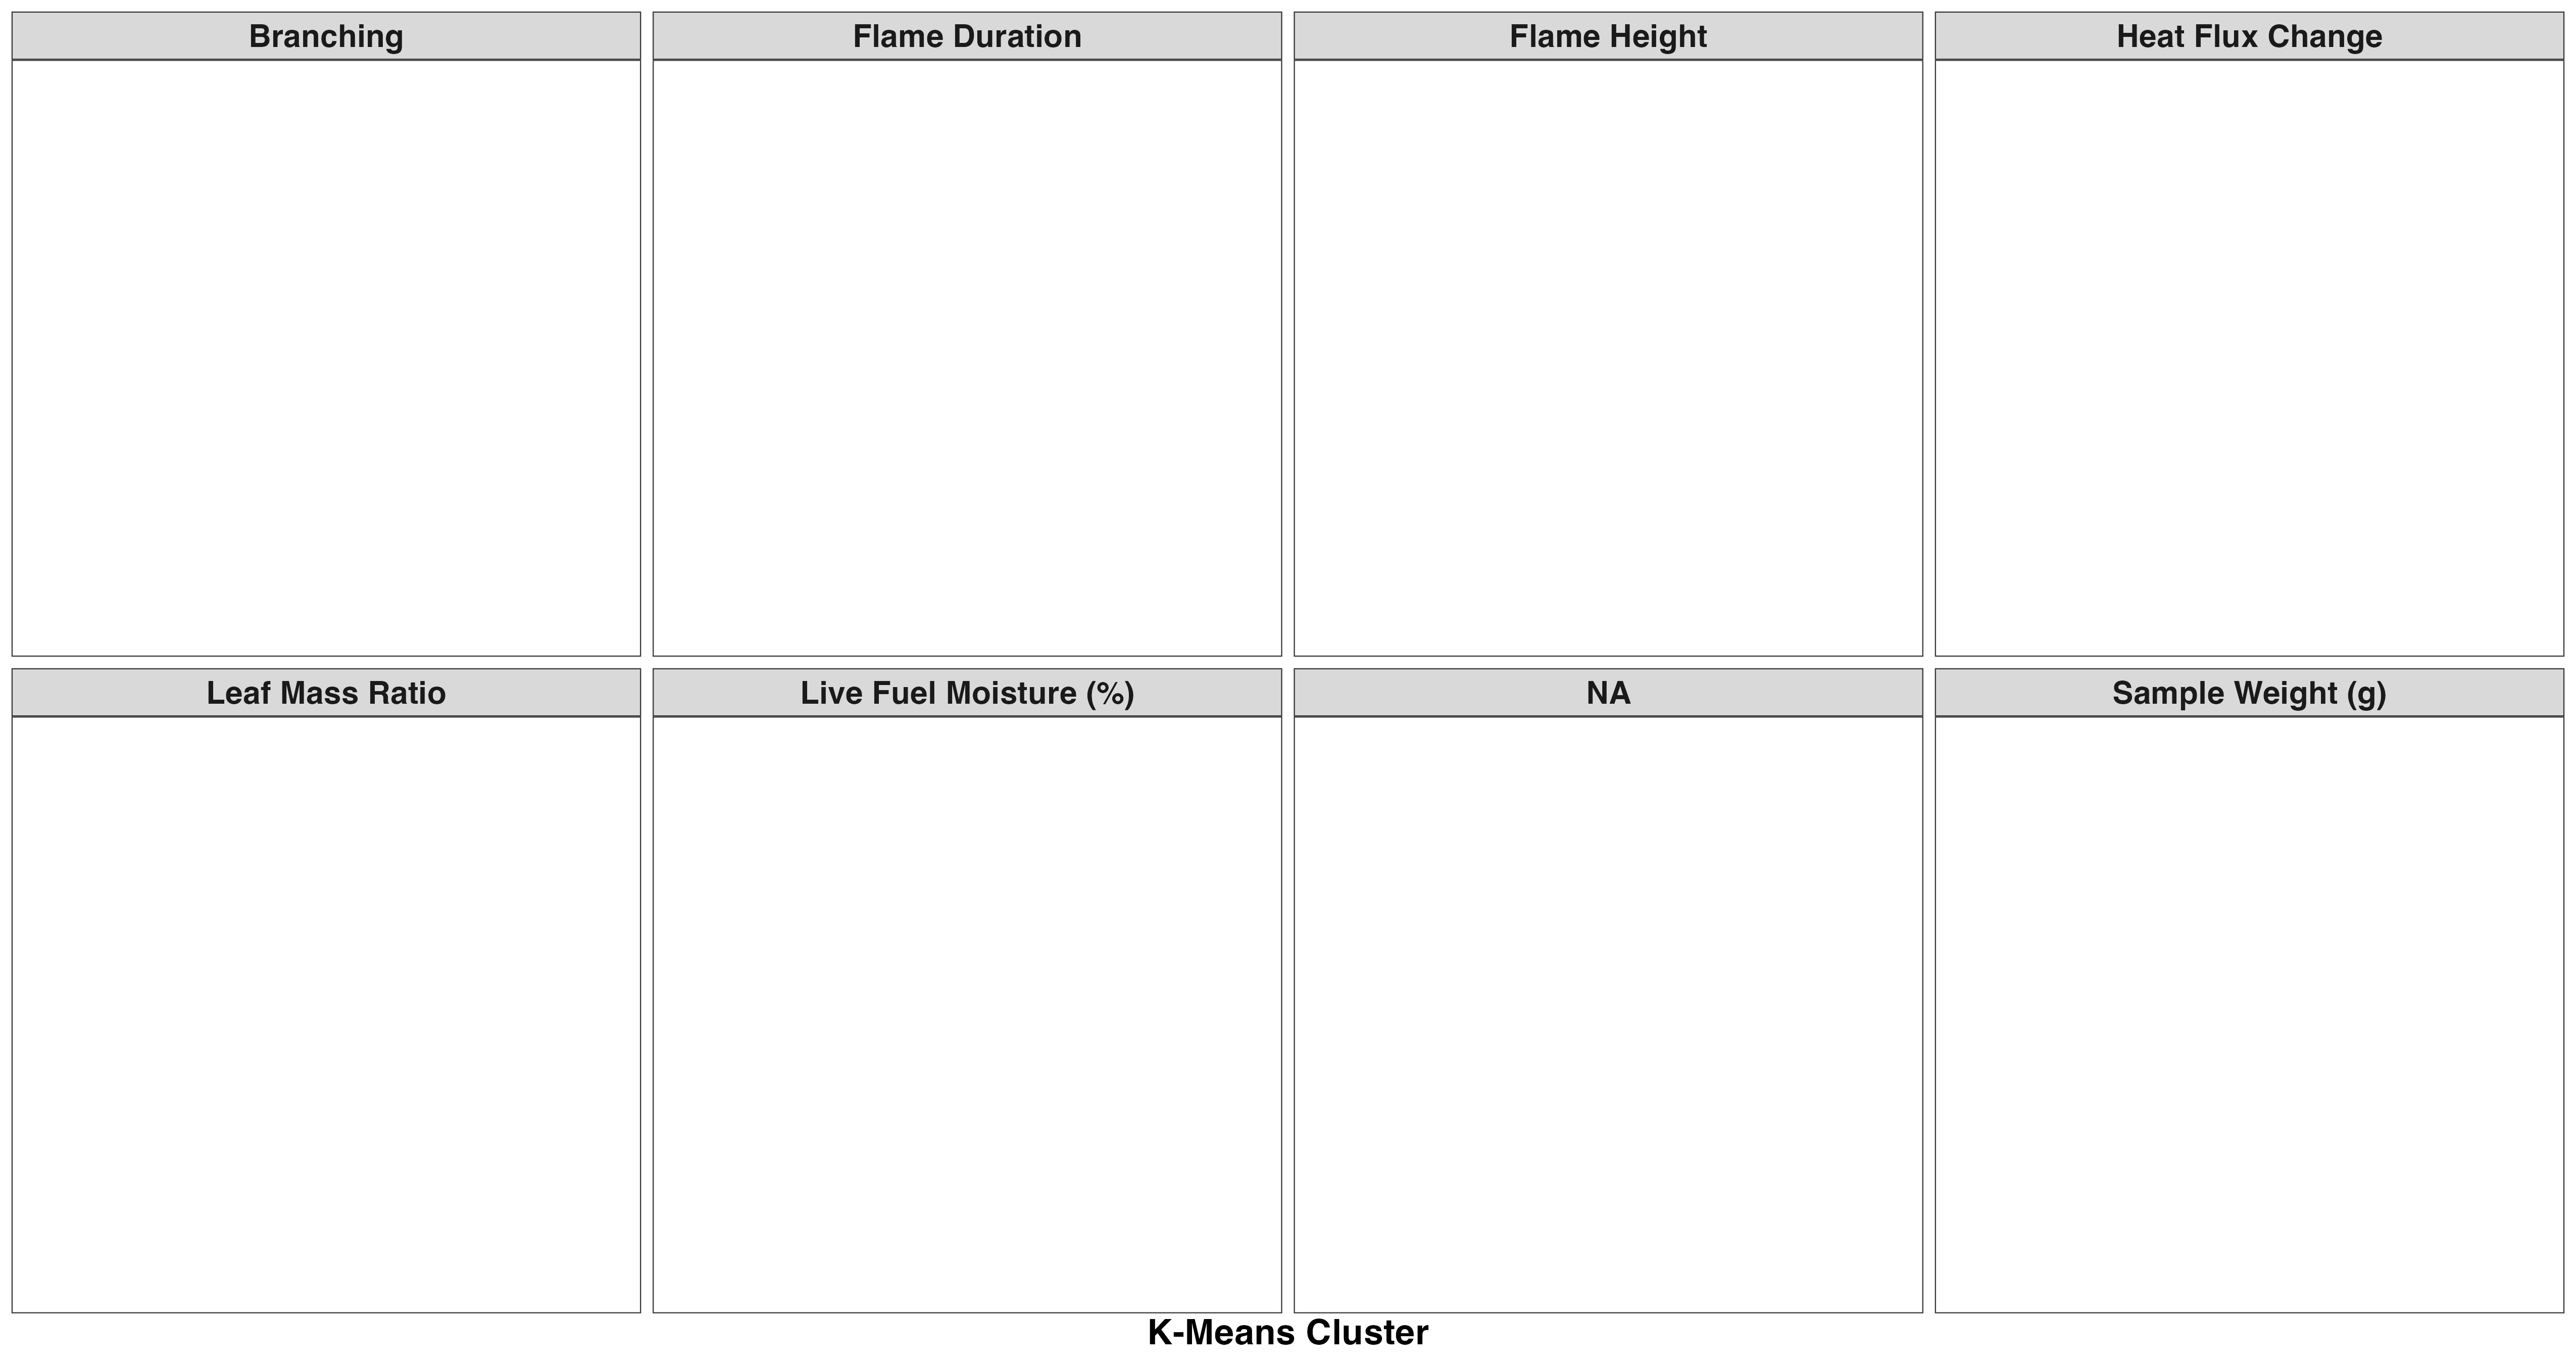 Branching
Flame Duration
Flame Height
Heat Flux Change
Leaf Mass Ratio
Live Fuel Moisture (%)
NA
Sample Weight (g)
K-Means Cluster